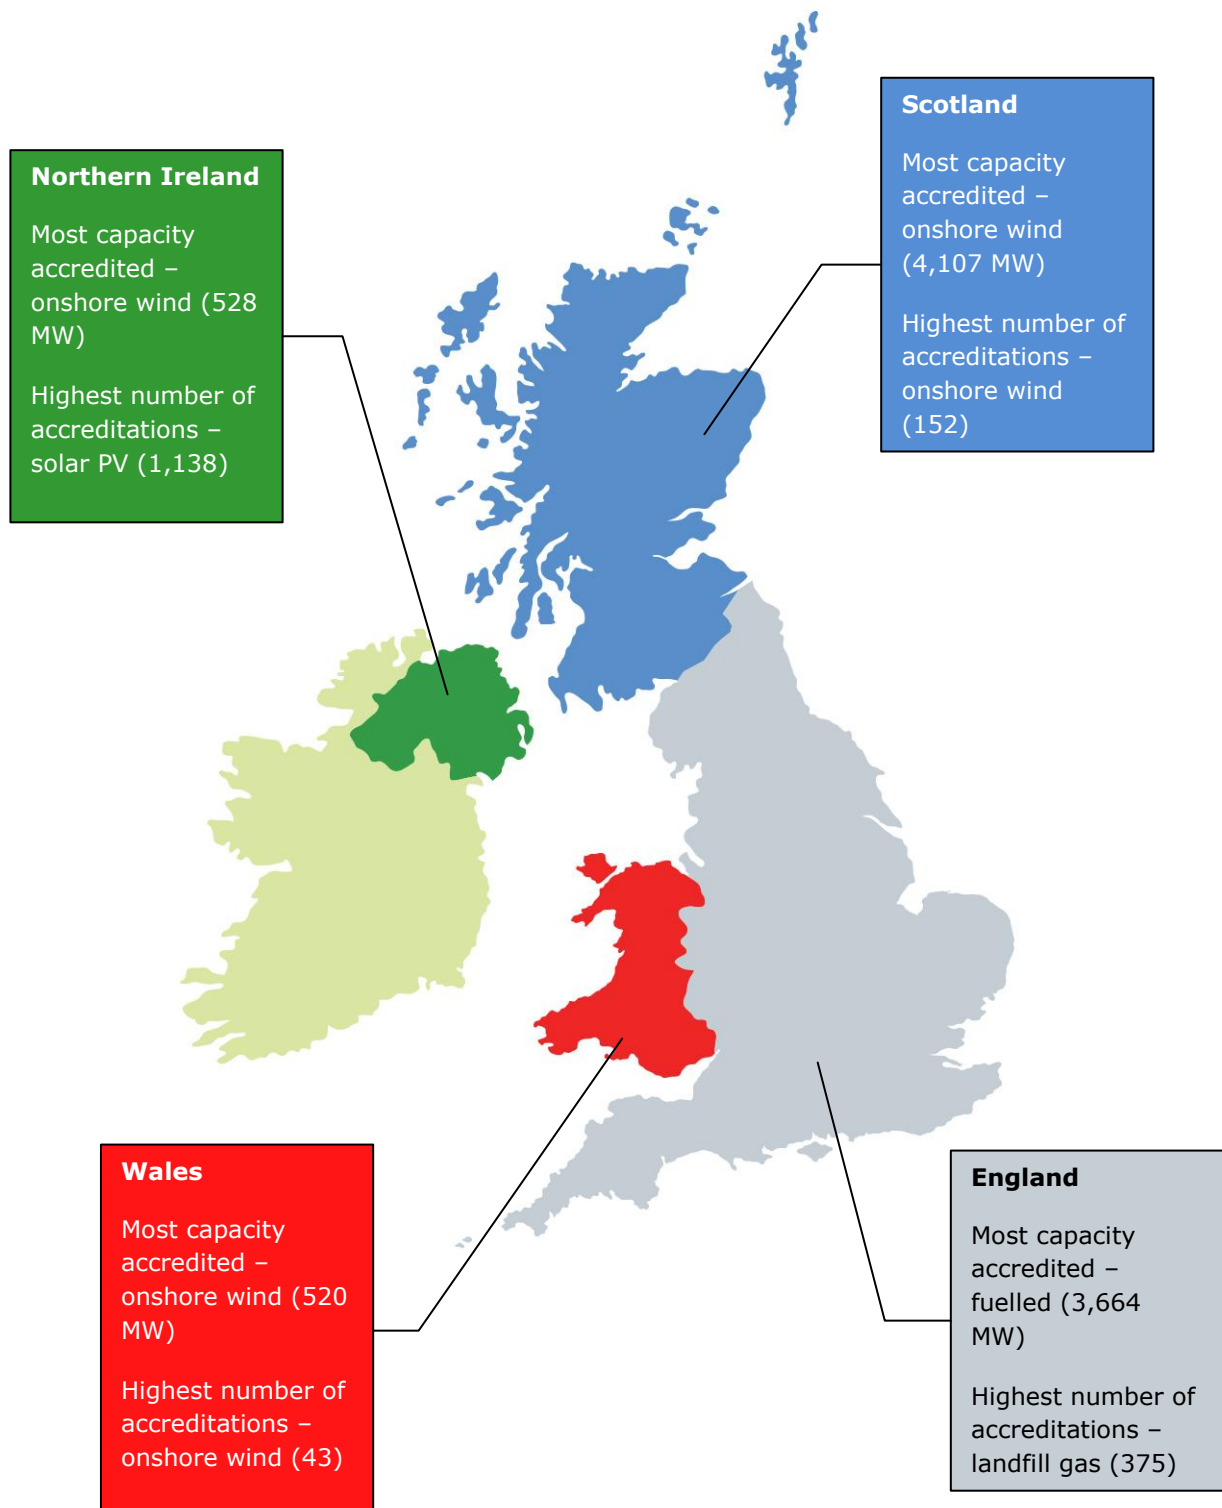 Scotland
Most capacity
accredited –
onshore wind
(4,107 MW)
Highest number of
accreditations –
onshore wind
(152)
Northern Ireland
Most capacity
accredited –
onshore wind (528
MW)
Highest number of
accreditations –
solar PV (1,138)
Wales
Most capacity
accredited –
onshore wind (520
MW)
Highest number of
accreditations –
onshore wind (43)
England
Most capacity
accredited –
fuelled (3,664
MW)
Highest number of
accreditations –
landfill gas (375)